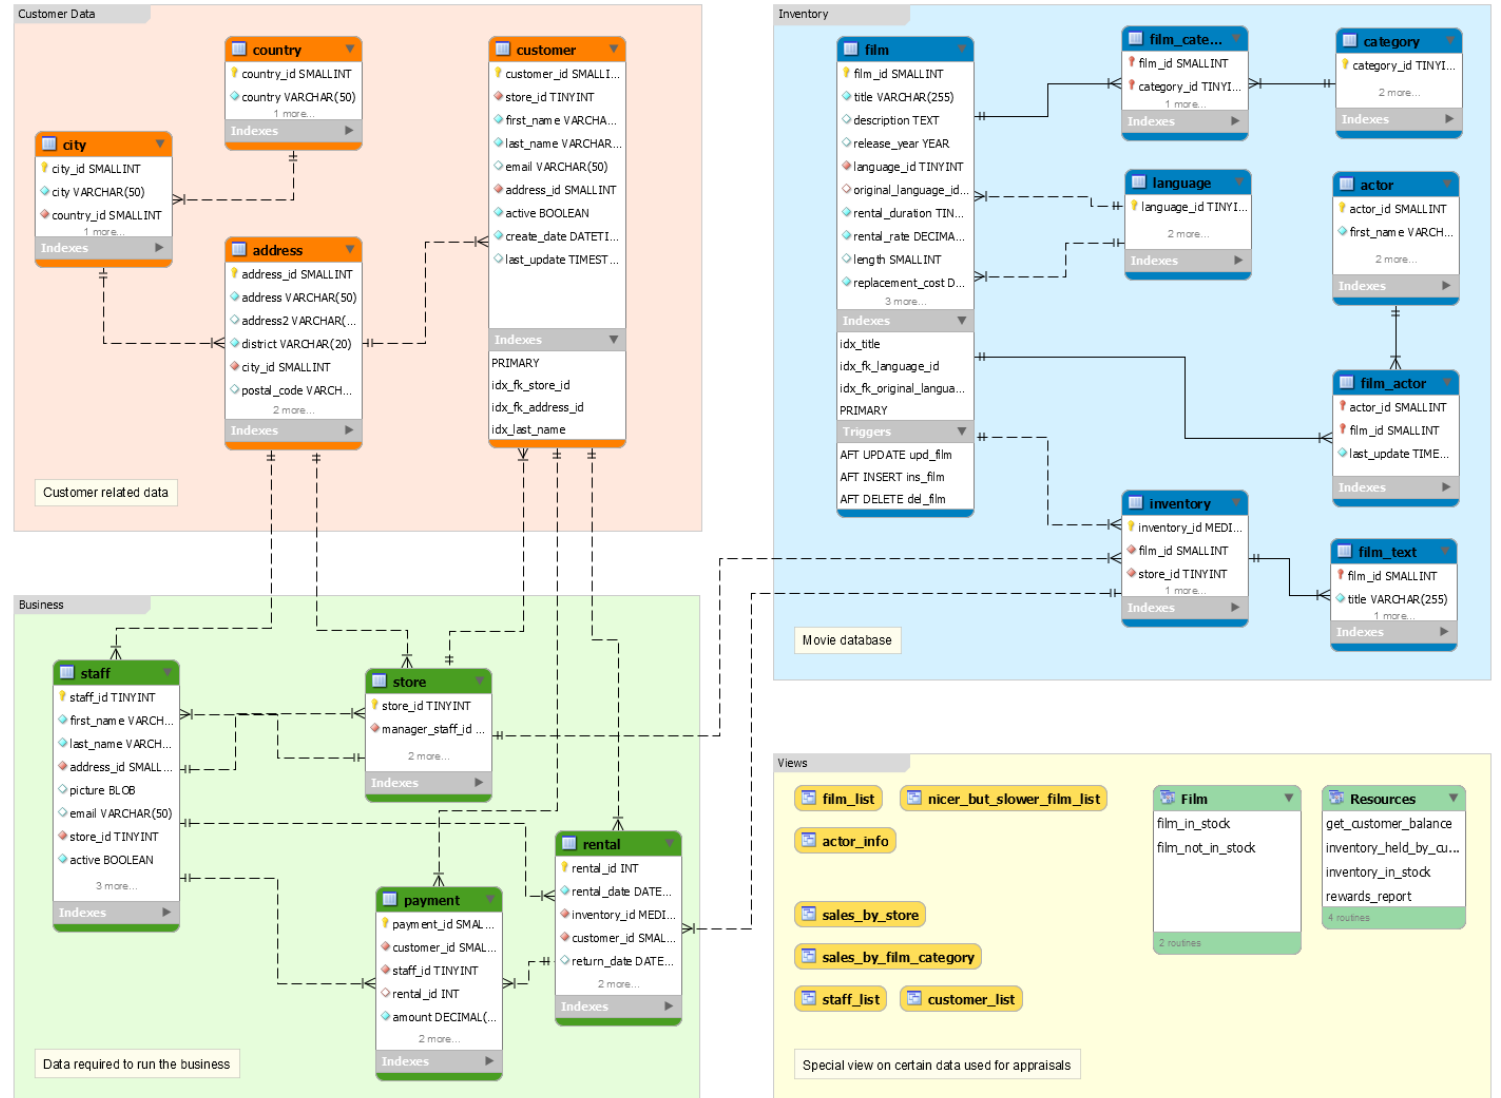 Customer Data
country
country_id SMALLINT
country VARCHAR(50)
1 more...
Indexes
city
city_id SMALLINT
city VARCHAR(50)
country_id SMALLINT
1 more...
Indexes
address
address_id SMALLINT
address VARCHAR(50)
address2 VARCHAR(...
district VARCHAR(20)
city_id SMALLINT
postal_code VARCH...
2 more...
Indexes
customer
customer_id SMALLI...
store_id TINYINT
first_name VARCHA...
last_name VARCHAR...
email VARCHAR(50)
address_id SMALLINT
active BOOLEAN
create_date DATETI...
last_update TIMEST...
Indexes
PRIMARY
idx_fk_store_id
idx_fk_address_id
idx_last_name
Customer related data
Inventory
film
film_id SMALLINT
title VARCHAR(255)
description TEXT
release_year YEAR
language_id TINYINT
original_language_id...
rental_duration TIN...
rental_rate DECIMA...
length SMALLINT
replacement_cost D...
3 more...
Indexes
idx_title
idx_fk_language_id
idx_fk_original_langua...
PRIMARY
Triggers
AFT UPDATE upd_film
AFT INSERT ins_film
AFT DELETE del_film
film_cate...
film_id SMALLINT
category_id TINYI...
1 more...
Indexes
category
category_id TINYI...
2 more...
Indexes
language
language_id TINYI...
2 more...
Indexes
actor
actor_id SMALLINT
first_name VARCH...
2 more...
Indexes
film_actor
actor_id SMALLINT
film_id SMALLINT
last_update TIME...
Indexes
inventory
inventory_id MEDI...
film_id SMALLINT
store_id TINYINT
1 more...
Indexes
film_text
film_id SMALLINT
title VARCHAR(255)
1 more...
Indexes
Movie database
Business
staff
staff_id TINYINT
first_name VARCH...
last_name VARCH...
address_id SMALL...
picture BLOB
email VARCHAR(50)
store_id TINYINT
active BOOLEAN
3 more...
Indexes
store
store_id TINYINT
manager_staff_id ...
2 more...
Indexes
payment
payment_id SMAL...
customer_id SMAL...
staff_id TINYINT
rental_id INT
amount DECIMAL(...
2 more...
Indexes
rental
rental_id INT
rental_date DATE...
inventory_id MEDI...
customer_id SMAL...
return_date DATE...
2 more...
Indexes
Data required to run the business
Views
film_list
nicer_but_slower_film_list
actor_info
sales_by_store
sales_by_film_category
staff_list
customer_list
Film
film_in_stock
film_not_in_stock
2 routines
Resources
get_customer_balance
inventory_held_by_cu...
inventory_in_stock
rewards_report
4 routines
Special view on certain data used for appraisals